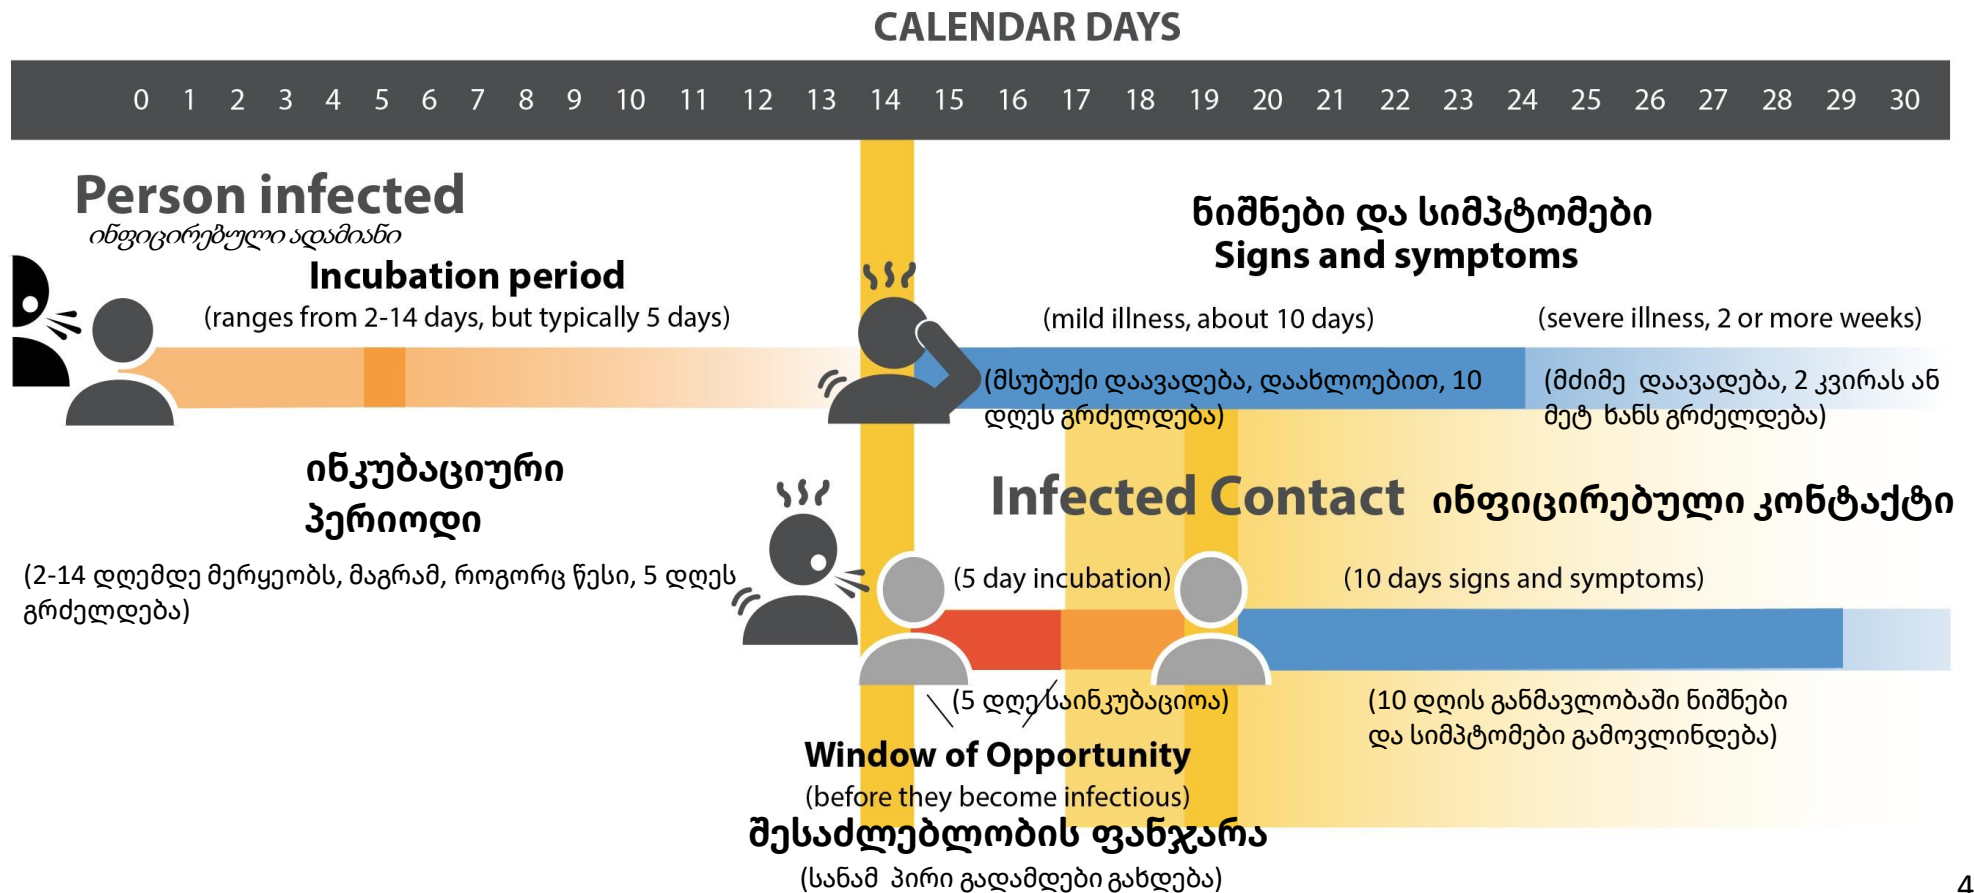 CALENDAR DAYS
0 1 2 3 4 5 6 7 8 9 10 11 12 13 14 15 16 17 18 19 20 21 22 23 24 25 26 27 28 29 30
Person infected
ინფიცირებული ადამიანი
Incubation period
(ranges from 2-14 days, but typically 5 days)
ნიშნები და სიმპტომები
Signs and symptoms
(mild illness, about 10 days)
(severe illness, 2 or more weeks)
(მსუბუქი დაავადება, დაახლოებით, 10
დღეს გრძელდება)
(მძიმე დაავადება, 2 კვირას ან
მეტ ხანს გრძელდება)
ინკუბაციური
პერიოდი
(2-14 დღემდე მერყეობს, მაგრამ, როგორც წესი, 5 დღეს
გრძელდება)
Infected Contact ინფიცირებული კონტაქტი
(5 day incubation)
(10 days signs and symptoms)
(5 დღე საინკუბაციოა)
(10 დღის განმავლობაში ნიშნები
და სიმპტომები გამოვლინდება)
Window of Opportunity
(before they become infectious)
შესაძლებლობის ფანჯარა
(სანამ პირი გადამდები გახდება)
4